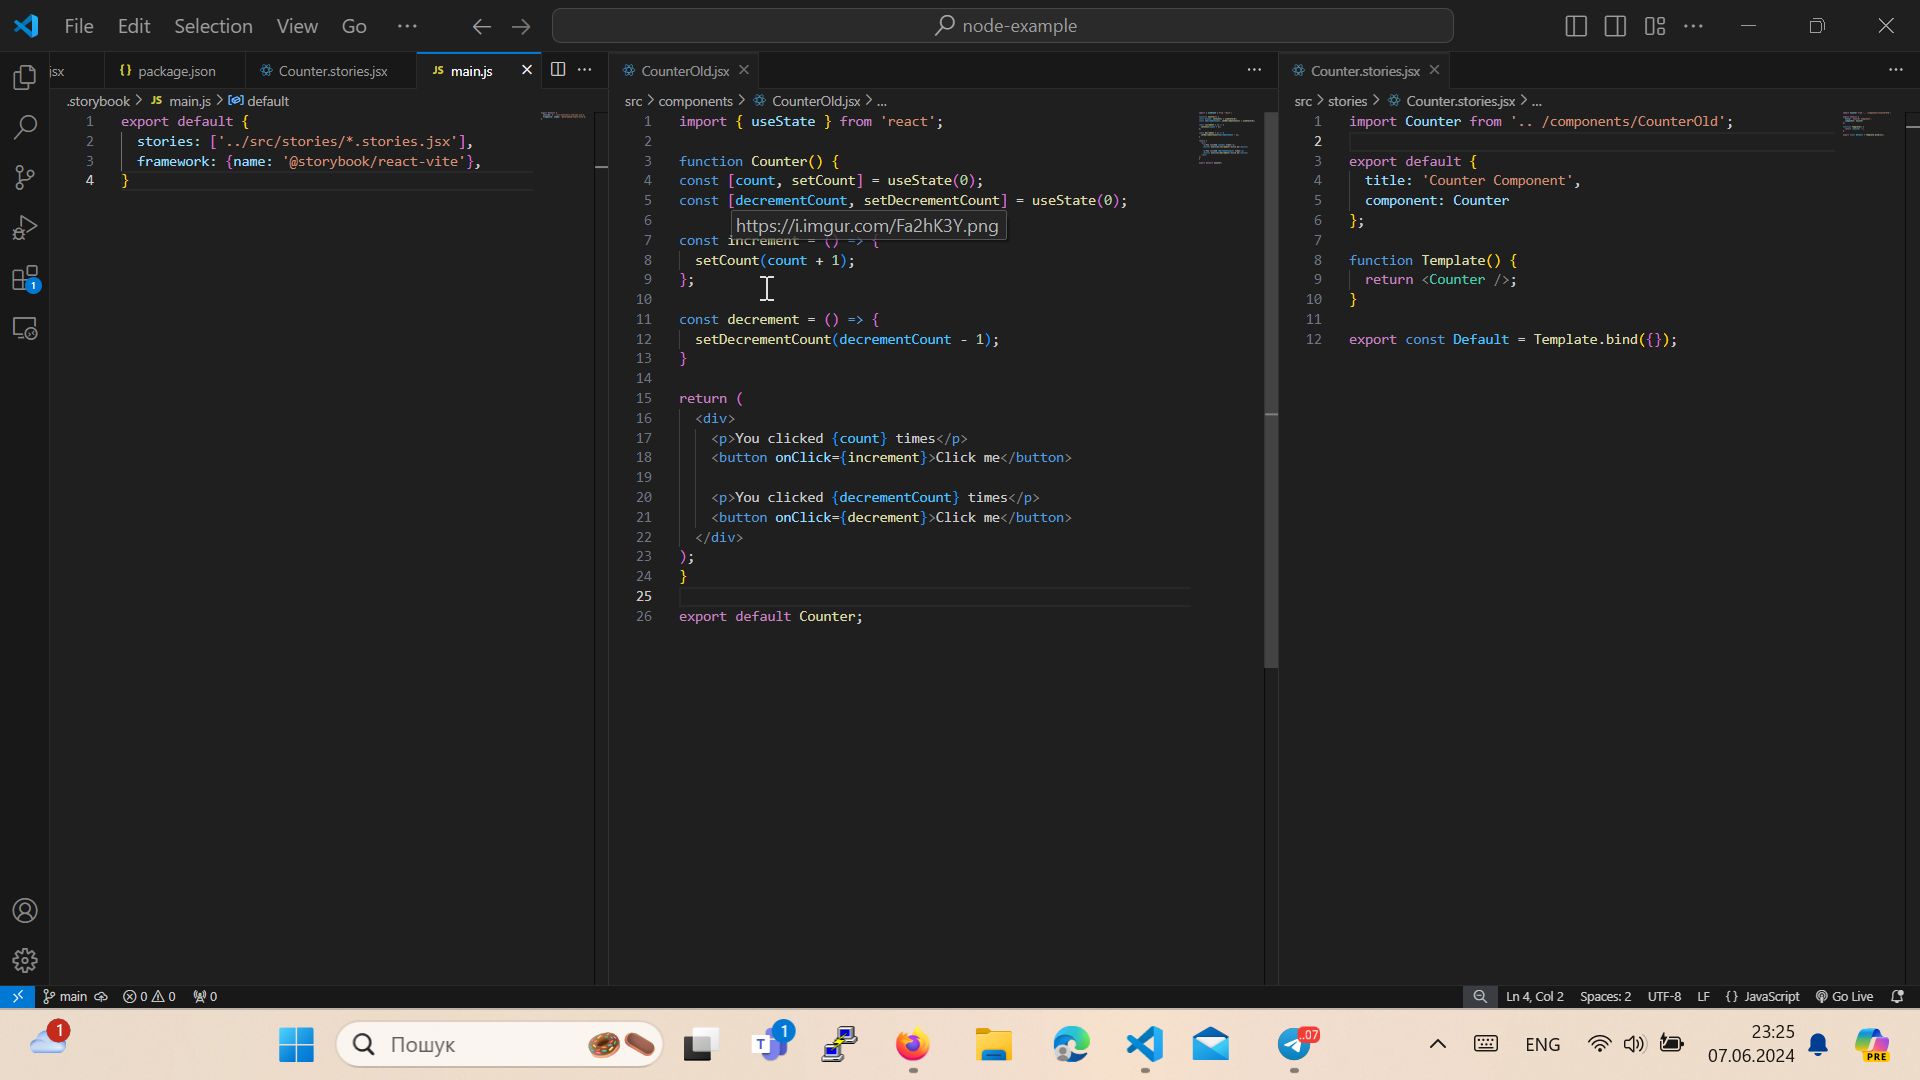 File Edit Selection View Go ··· node-example
jsx package.json Counter.stories.jsx JS main.js
.storybook > JS main.js > default
1 export default {
2   stories: ['../src/stories/*.stories.jsx'],
3   framework: {name: '@storybook/react-vite'},
4 }
CounterOld.jsx
src > components > CounterOld.jsx > ...
1 import { useState } from 'react';
2
3 function Counter() {
4 const [count, setCount] = useState(0);
5 const [decrementCount, setDecrementCount] = useState(0);
6
https://i.imgur.com/Fa2hK3Y.png
7 const increment = () => {
8   setCount(count + 1);
9 };
10
11 const decrement = () => {
12   setDecrementCount(decrementCount - 1);
13 }
14
15 return (
16   <div>
17     <p>You clicked {count} times</p>
18     <button onClick={increment}>Click me</button>
19
20     <p>You clicked {decrementCount} times</p>
21     <button onClick={decrement}>Click me</button>
22   </div>
23 );
24 }
25
26 export default Counter;
Counter.stories.jsx
src > stories > Counter.stories.jsx > ...
1 import Counter from '.. /components/CounterOld';
2
3 export default {
4   title: 'Counter Component',
5   component: Counter
6 };
7
8 function Template() {
9   return <Counter />;
10 }
11
12 export const Default = Template.bind({});
1
main 0 0 0 Ln 4, Col 2 Spaces: 2 UTF-8 LF {} JavaScript Go Live
1 Пошук T 1 .07 ENG 23:25
07.06.2024 PRE